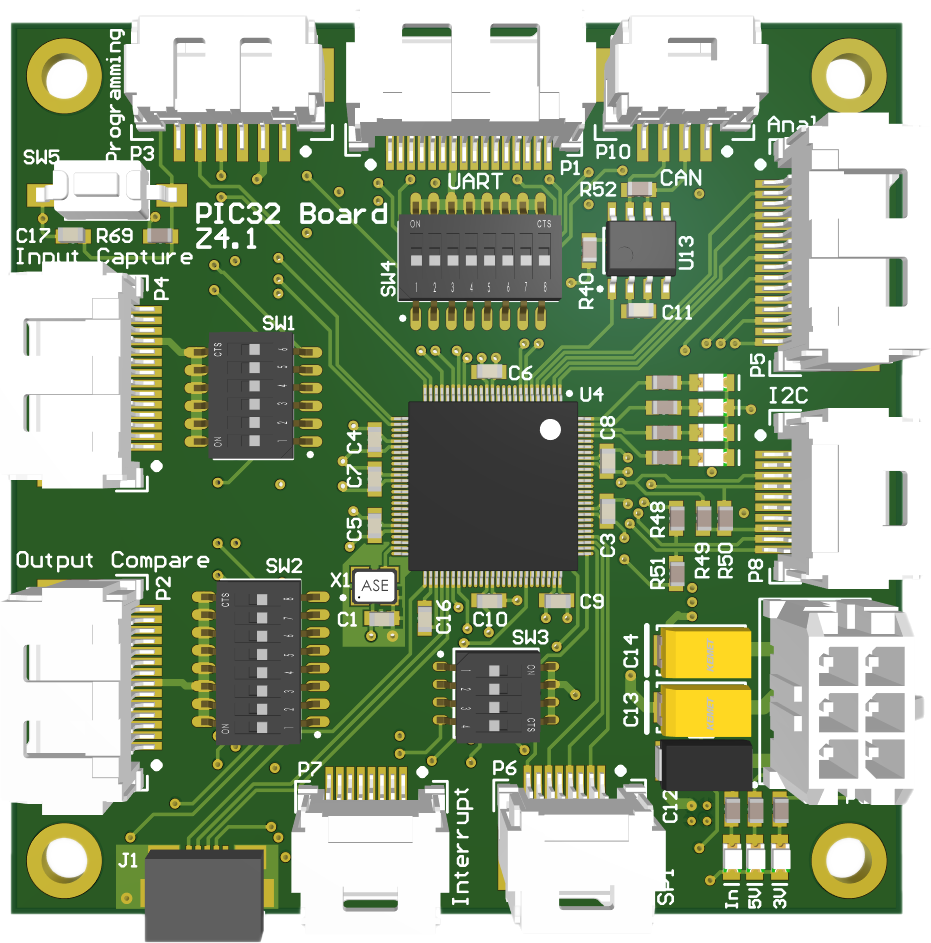 Programming
P3
SW5
C17
R69
Input Capture
PIC32 Board
Z4.1
UART
P1
P10
CAN
R52
U13
R40
C11
SW4
ON
CTS
1 2 3 4 5 6 7 8
Anal
P5
I2C
P4
SW1
CTS
ON
6
5
4
3
2
1
C6
U4
C8
C4
C7
C5
C3
R48
R49
R50
R51
P8
Output Compare
P2
SW2
CTS
ON
8
7
6
5
4
3
2
1
X1
ASE
C1
C16
C10
C9
SW3
ON
CTS
1
2
3
4
C14
C13
C12
P7
P6
Interrupt
SPI
J1
In
5V
3V